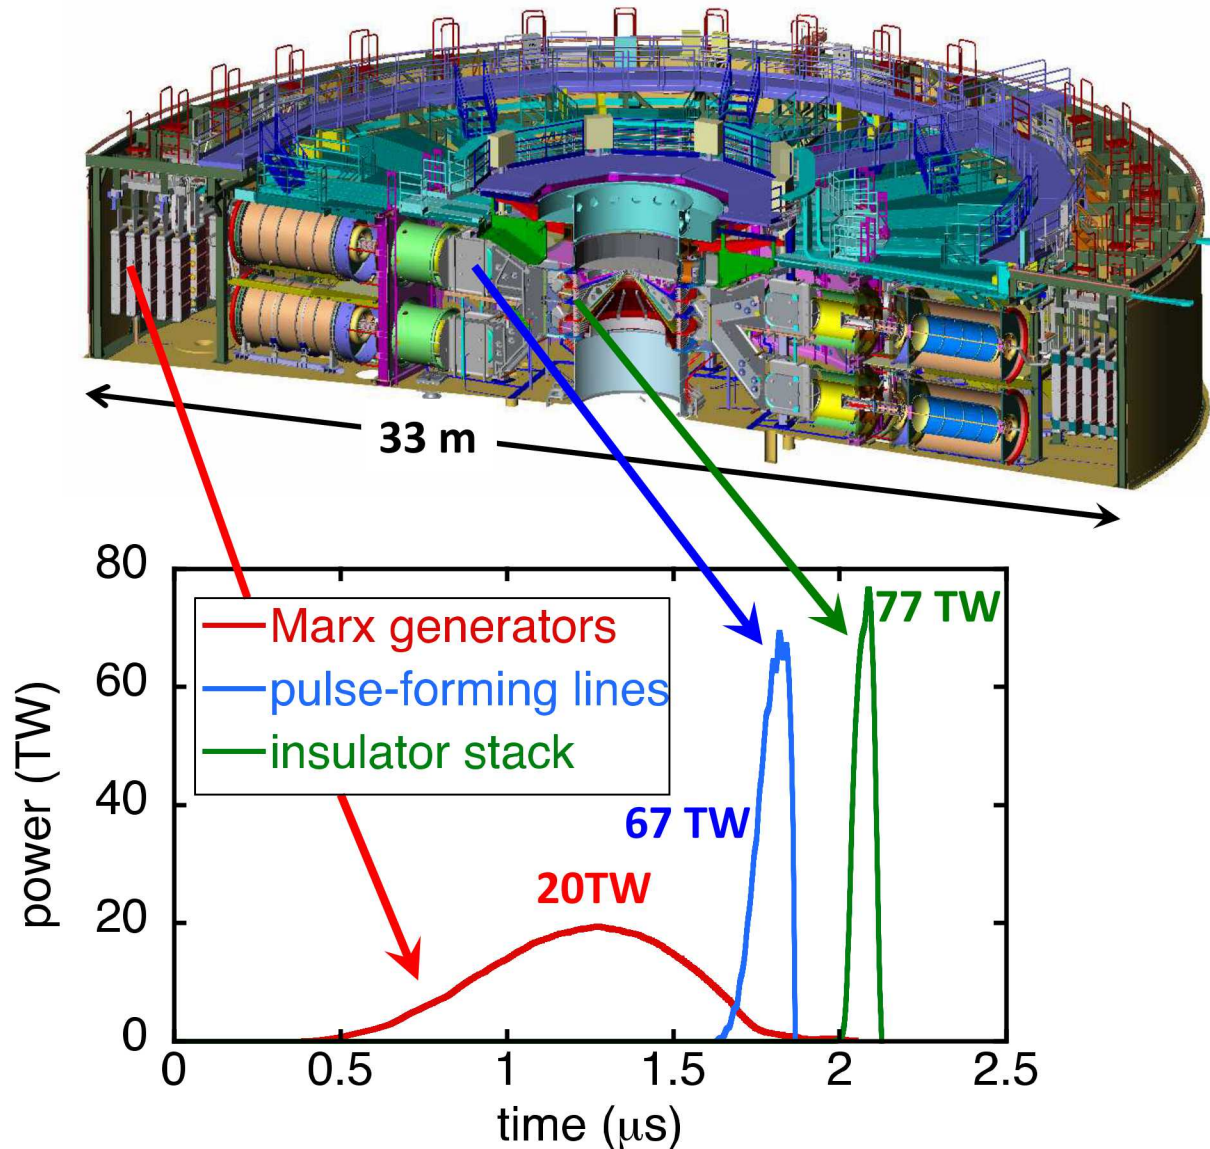 33 m
80
60
40
20
0
power (TW)
Marx generators
pulse-forming lines
insulator stack
77 TW
67 TW
20TW
0
0.5
1
1.5
2
2.5
time (μs)